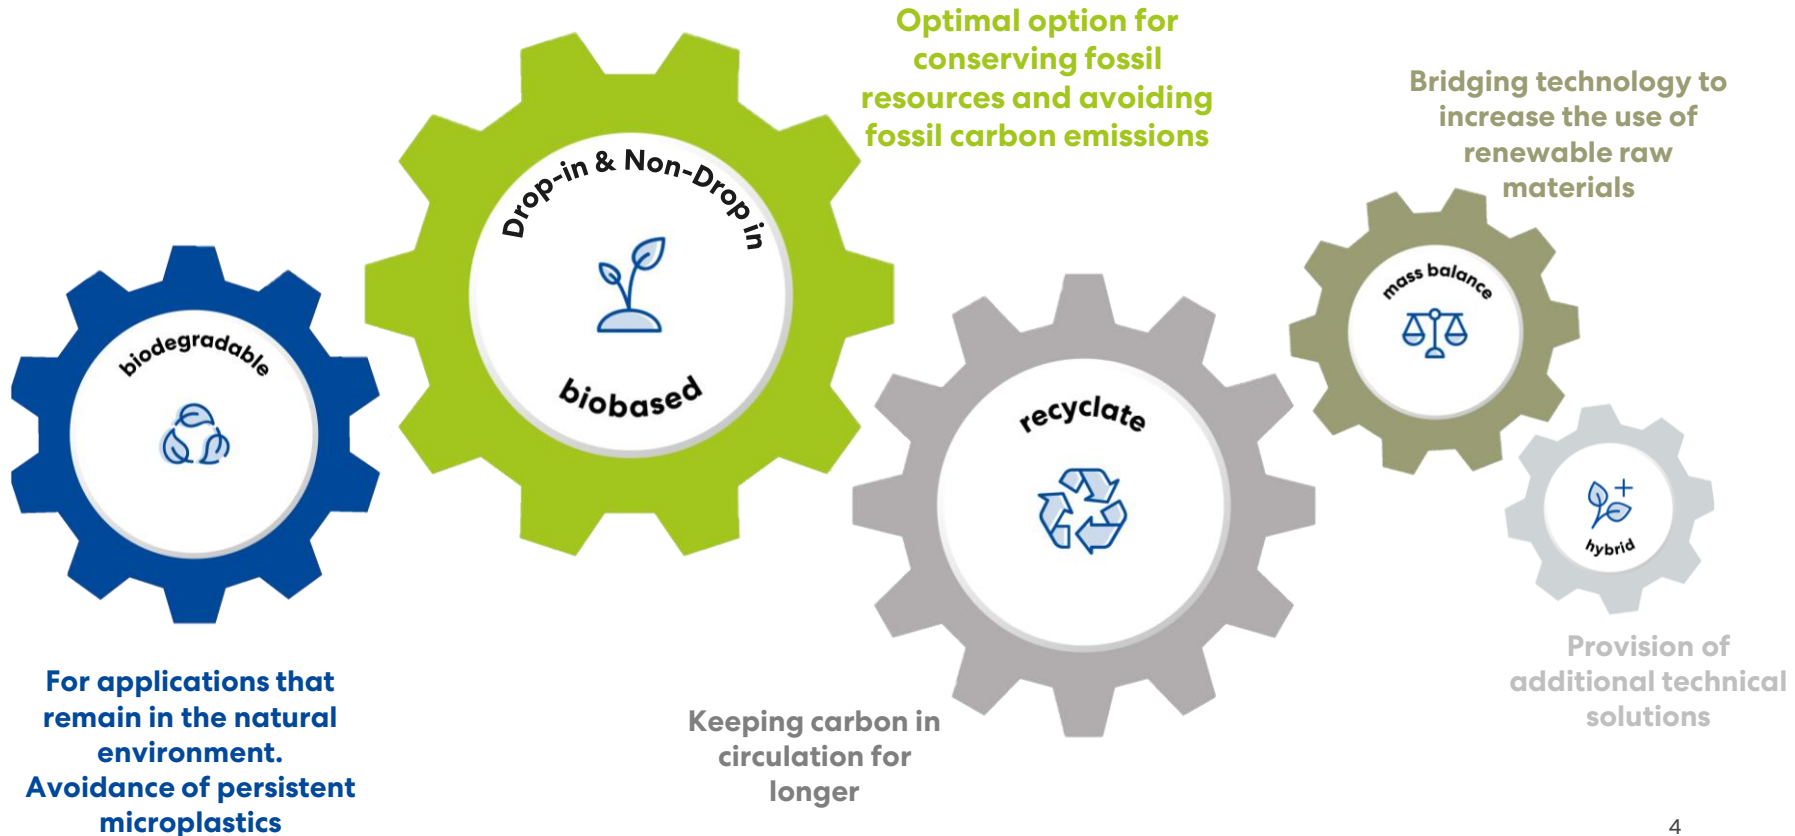 Optimal option for
conserving fossil
resources and avoiding
fossil carbon emissions
Bridging technology to
increase the use of
renewable raw
materials
Drop-in & Non-Drop in
biobased
biodegradable
mass balance
recyclate
hybrid
For applications that
remain in the natural
environment.
Avoidance of persistent
microplastics
Keeping carbon in
circulation for
longer
Provision of
additional technical
solutions
4